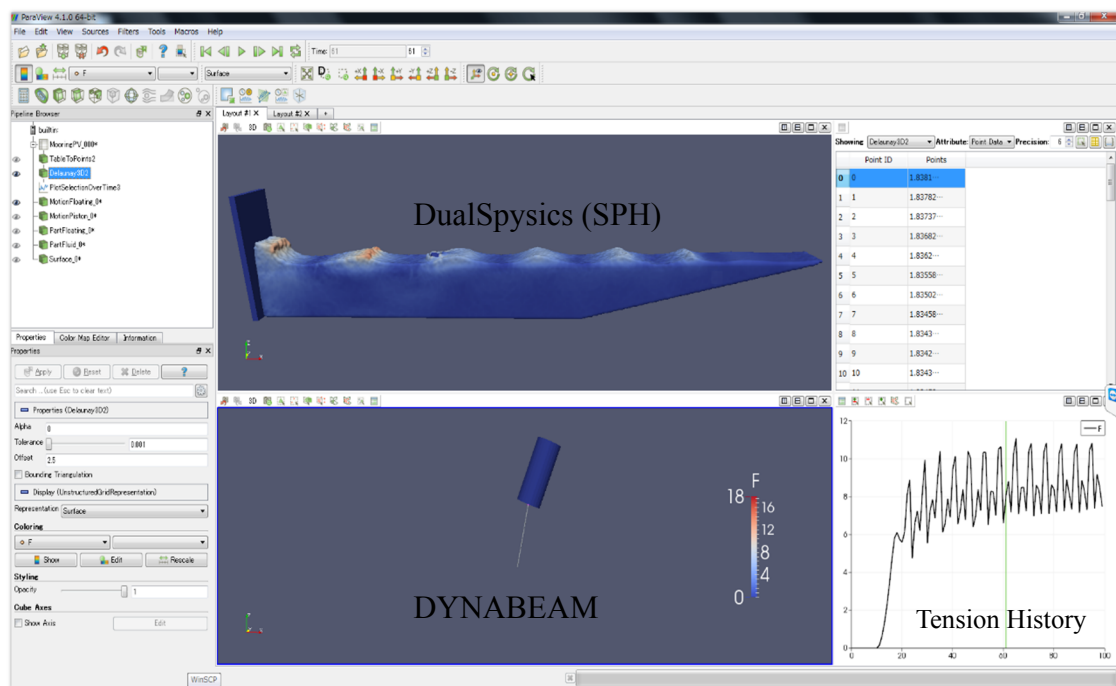 ParaView 4.1.0 64-bit
File Edit View Sources Filters Tools Macros Help
Time: 61 61
F Surface
Pipeline Browser
Layout #1 X Layout #2 X +
builtin:
MooringPV_000*
TableToPoints2
Delaunay3D2
PlotSelectionOverTime3
MotionFloating_0*
MotionPiston_0*
PartFloating_0*
PartFluid_0*
Surface_0*
3D
DualSpysics (SPH)
Showing Delaunay3D2 Attribute: Point Data Precision: 6
Point ID Points
0 0 1.8381…
1 1 1.83782…
2 2 1.83737…
3 3 1.83682…
4 4 1.8362…
5 5 1.83558…
6 6 1.83502…
7 7 1.83458…
8 8 1.8343…
9 9 1.8342…
10 10 1.8343…
Properties Color Map Editor Information
Properties
Apply Reset Delete ?
Search ... (use Esc to clear text)
Properties (Delaunay3D2)
Alpha 0
Tolerance 0.001
Offset 2.5
Bounding Triangulation
Display (UnstructuredGridRepresentation)
Representation Surface
Coloring
F
Show Edit Rescale
Styling
Opacity 1
Cube Axes
Show Axis Edit
3D
F
18
16
12
8
4
0
DYNABEAM
F
12
10
8
6
4
2
0
Tension History
0 20 40 60 80 100
WinSCP